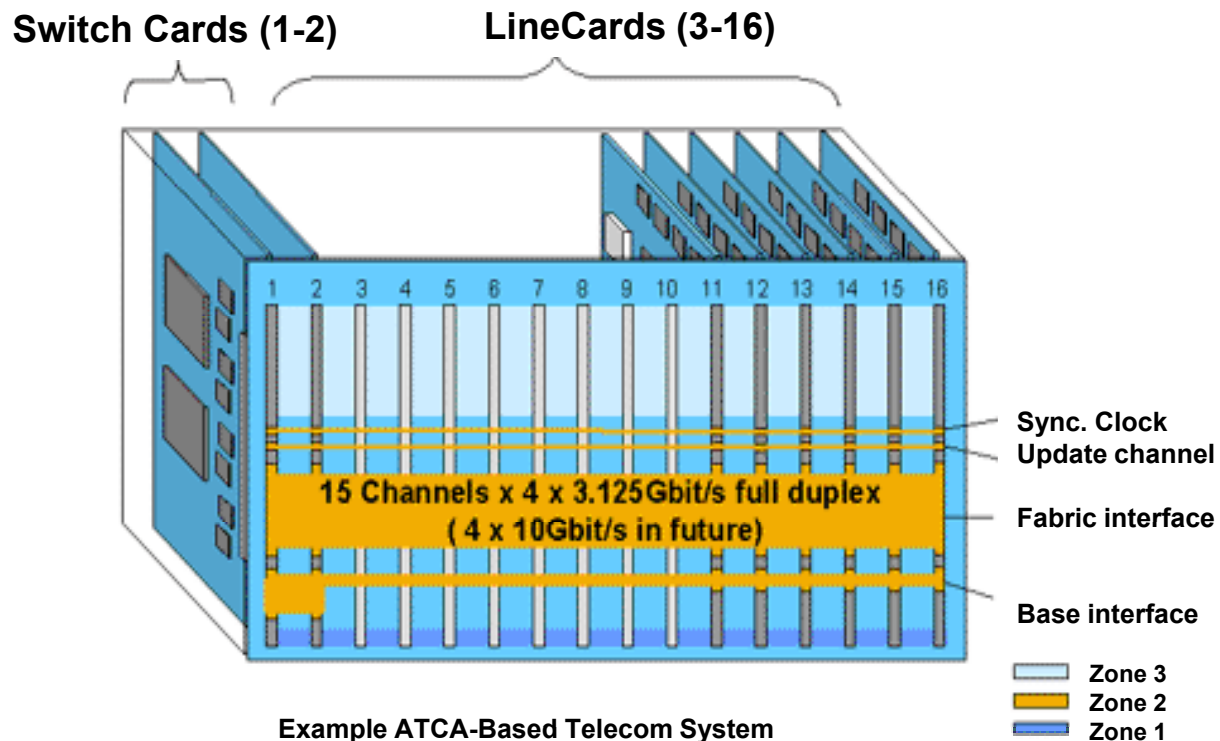 Switch Cards (1-2)
LineCards (3-16)
1 2 3 4 5 6 7 8 9 10 11 12 13 14 15 16
Sync. Clock
Update channel
15 Channels x 4 x 3.125Gbit/s full duplex
( 4 x 10Gbit/s in future)
Fabric interface
Base interface
Zone 3
Zone 2
Zone 1
Example ATCA-Based Telecom System